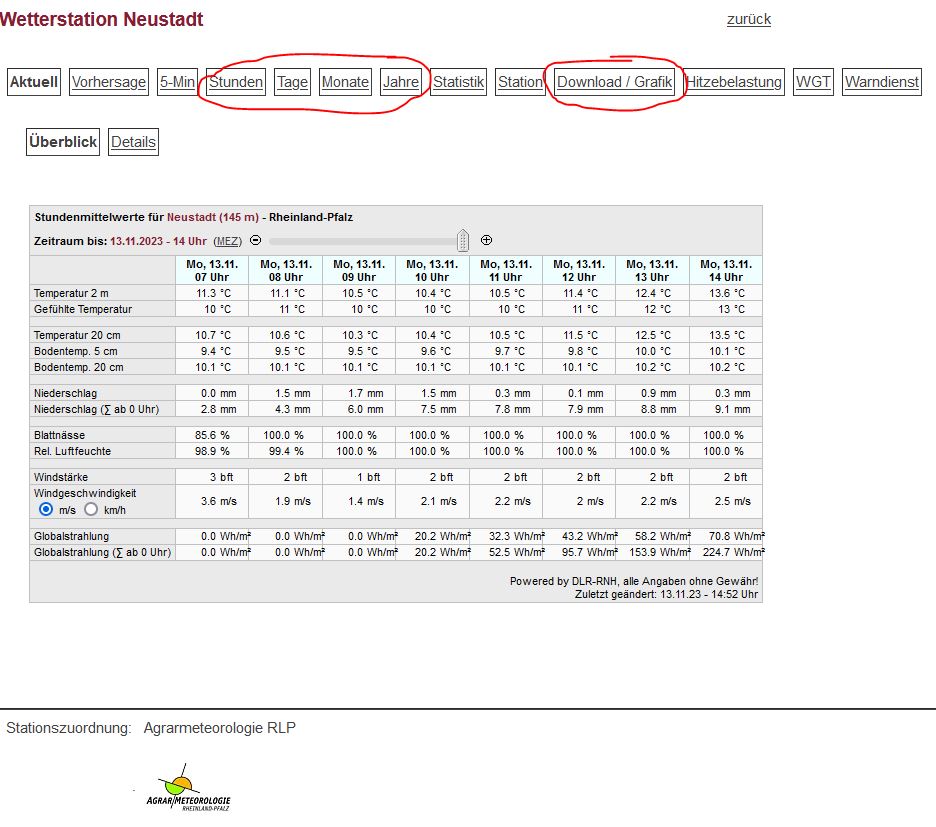 Wetterstation Neustadt zurück
Aktuell Vorhersage 5-Min Stunden Tage Monate Jahre Statistik Station Download / Grafik Hitzebelastung WGT Warndienst
Überblick Details
Stundenmittelwerte für Neustadt (145 m) - Rheinland-Pfalz
Zeitraum bis: 13.11.2023 - 14 Uhr (MEZ)
Mo, 13.11. Mo, 13.11. Mo, 13.11. Mo, 13.11. Mo, 13.11. Mo, 13.11. Mo, 13.11. Mo, 13.11.
07 Uhr 08 Uhr 09 Uhr 10 Uhr 11 Uhr 12 Uhr 13 Uhr 14 Uhr
Temperatur 2 m 11.3 °C 11.1 °C 10.5 °C 10.4 °C 10.5 °C 11.4 °C 12.4 °C 13.6 °C
Gefühlte Temperatur 10 °C 11 °C 10 °C 10 °C 10 °C 11 °C 12 °C 13 °C
Temperatur 20 cm 10.7 °C 10.6 °C 10.3 °C 10.4 °C 10.5 °C 11.5 °C 12.5 °C 13.5 °C
Bodentemp. 5 cm 9.4 °C 9.5 °C 9.5 °C 9.6 °C 9.7 °C 9.8 °C 10.0 °C 10.1 °C
Bodentemp. 20 cm 10.1 °C 10.1 °C 10.1 °C 10.1 °C 10.1 °C 10.1 °C 10.2 °C 10.2 °C
Niederschlag 0.0 mm 1.5 mm 1.7 mm 1.5 mm 0.3 mm 0.1 mm 0.9 mm 0.3 mm
Niederschlag (∑ ab 0 Uhr) 2.8 mm 4.3 mm 6.0 mm 7.5 mm 7.8 mm 7.9 mm 8.8 mm 9.1 mm
Blattnässe 85.6 % 100.0 % 100.0 % 100.0 % 100.0 % 100.0 % 100.0 % 100.0 %
Rel. Luftfeuchte 98.9 % 99.4 % 100.0 % 100.0 % 100.0 % 100.0 % 100.0 % 100.0 %
Windstärke 3 bft 2 bft 1 bft 2 bft 2 bft 2 bft 2 bft 2 bft
Windgeschwindigkeit
m/s km/h 3.6 m/s 1.9 m/s 1.4 m/s 2.1 m/s 2.2 m/s 2 m/s 2.2 m/s 2.5 m/s
Globalstrahlung 0.0 Wh/m² 0.0 Wh/m² 0.0 Wh/m² 20.2 Wh/m² 32.3 Wh/m² 43.2 Wh/m² 58.2 Wh/m² 70.8 Wh/m²
Globalstrahlung (∑ ab 0 Uhr) 0.0 Wh/m² 0.0 Wh/m² 0.0 Wh/m² 20.2 Wh/m² 52.5 Wh/m² 95.7 Wh/m² 153.9 Wh/m² 224.7 Wh/m²
Powered by DLR-RNH, alle Angaben ohne Gewähr!
Zuletzt geändert: 13.11.23 - 14:52 Uhr
Stationszuordnung: Agrarmeteorologie RLP
AGRARMETEOROLOGIE
RHEINLAND-PFALZ